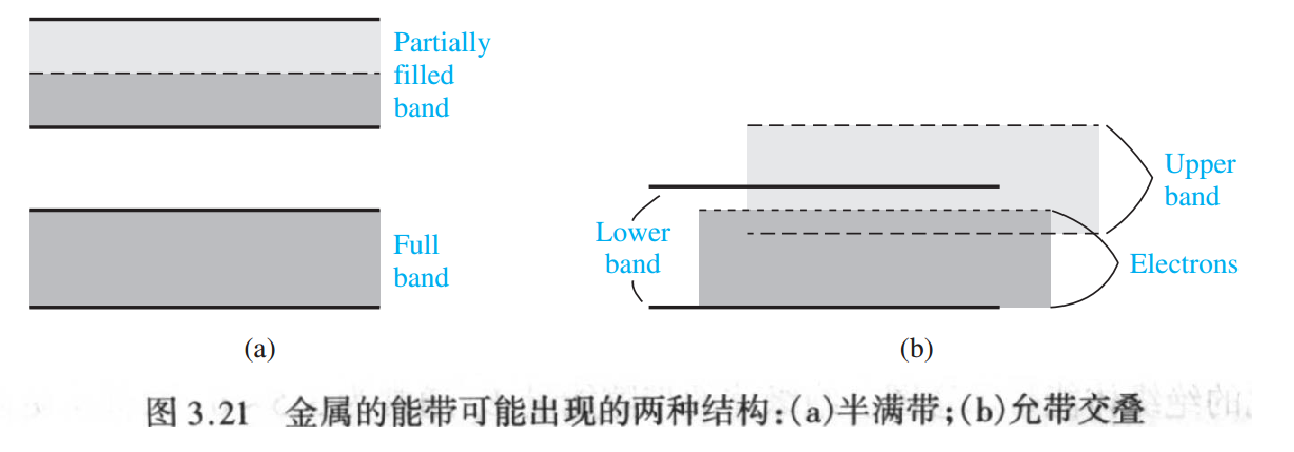 Partially
filled
band
Full
band
(a)
Upper
band
Lower
band
Electrons
(b)
图 3.21 金属的能带可能出现的两种结构:(a)半满带;(b)允带交叠